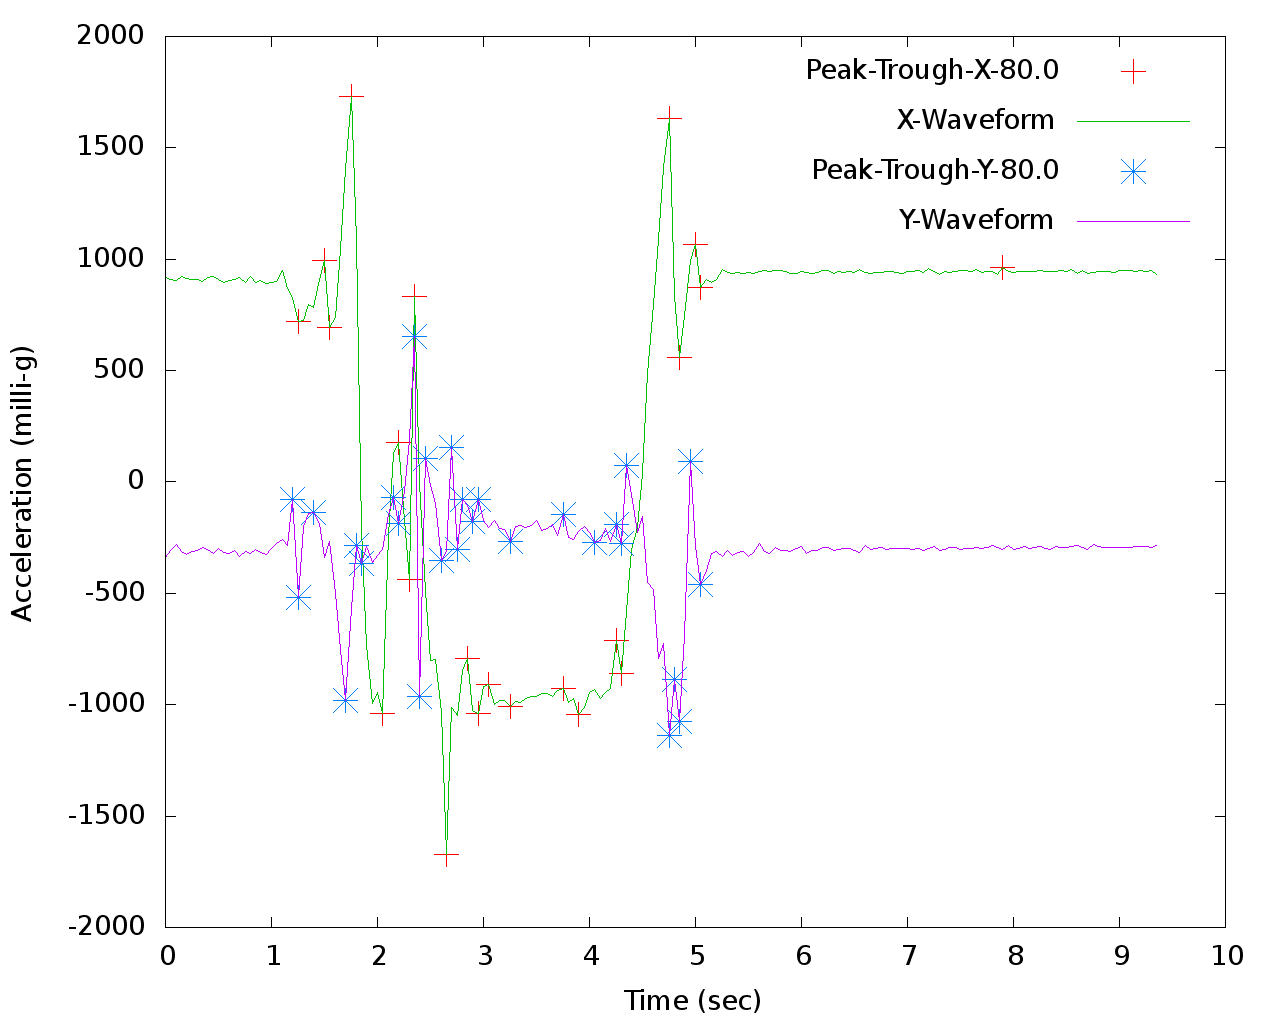 2000
1500
1000
500
0
-500
-1000
-1500
-2000
Acceleration (milli-g)
Peak-Trough-X-80.0
X-Waveform
Peak-Trough-Y-80.0
Y-Waveform
0 1 2 3 4 5 6 7 8 9 10
Time (sec)